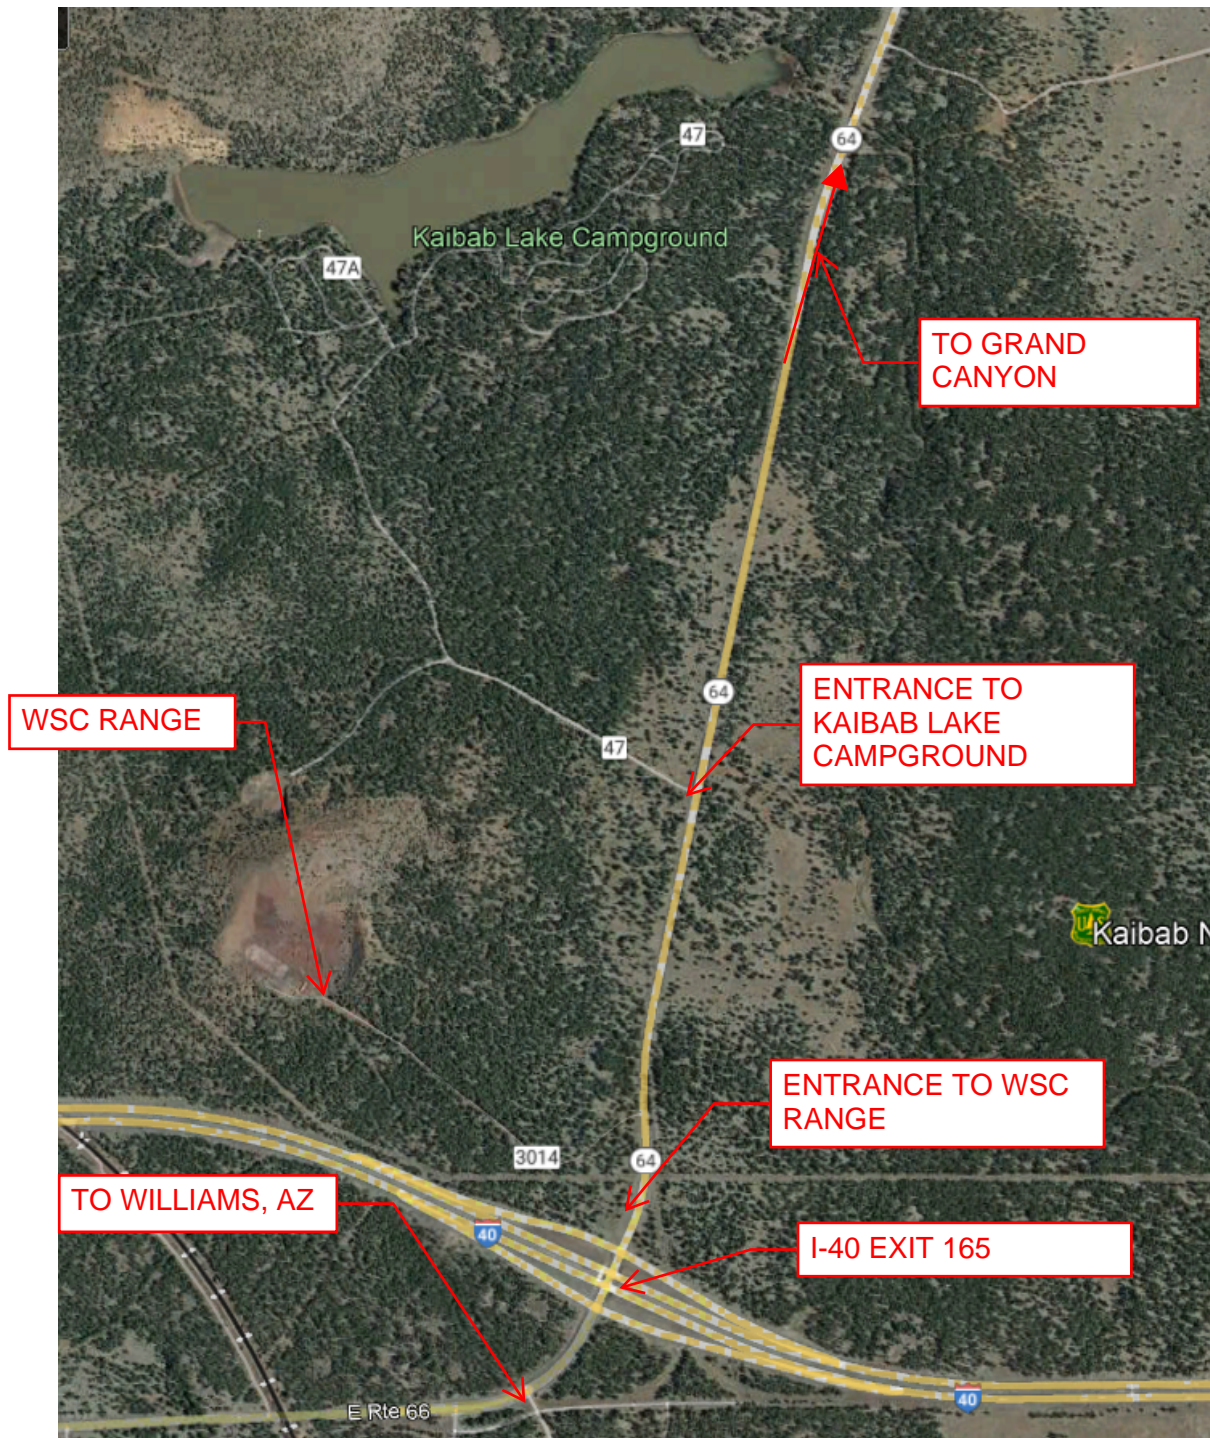 47
64
Kaibab Lake Campground
47A
TO GRAND
CANYON
64
ENTRANCE TO
KAIBAB LAKE
CAMPGROUND
WSC RANGE
47
Kaibab N
ENTRANCE TO WSC
RANGE
3014
64
TO WILLIAMS, AZ
40
I-40 EXIT 165
40
E Rte 66